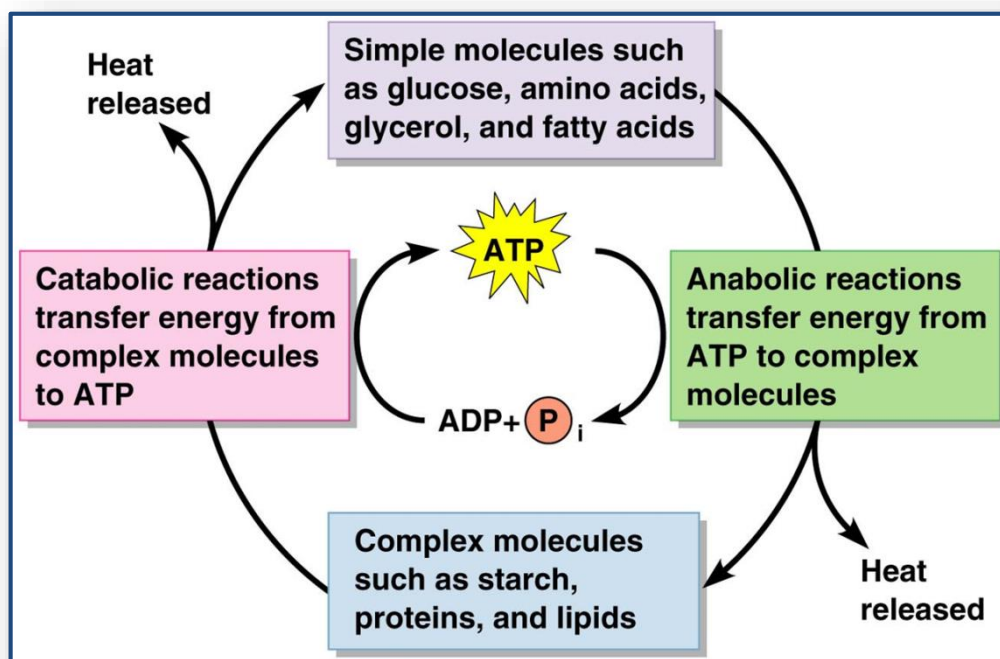 Heat
released
Simple molecules such
as glucose, amino acids,
glycerol, and fatty acids
ATP
Catabolic reactions
transfer energy from
complex molecules
to ATP
Anabolic reactions
transfer energy from
ATP to complex
molecules
ADP+ P i
Complex molecules
such as starch,
proteins, and lipids
Heat
released